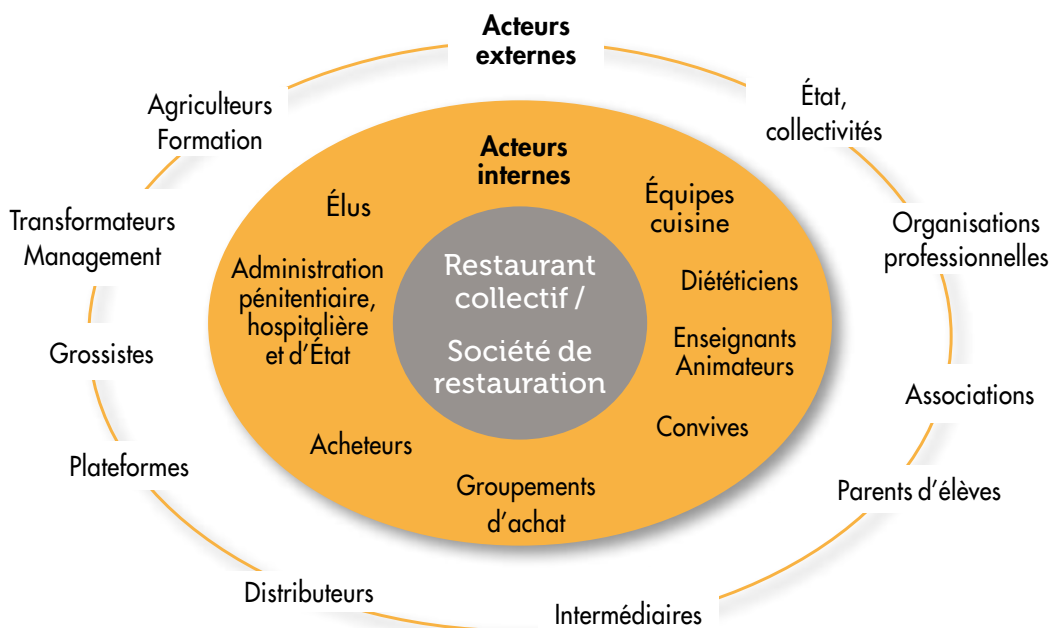 Acteurs
externes
Agriculteurs
Formation
État,
collectivités
Transformateurs
Management
Organisations
professionnelles
Grossistes
Associations
Plateformes
Parents d'élèves
Distributeurs
Intermédiaires
Acteurs
internes
Élus
Équipes
cuisine
Administration
pénitentiaire,
hospitalière
et d'État
Diététiciens
Enseignants
Animateurs
Acheteurs
Convives
Groupements
d'achat
Restaurant
collectif /
Société de
restauration